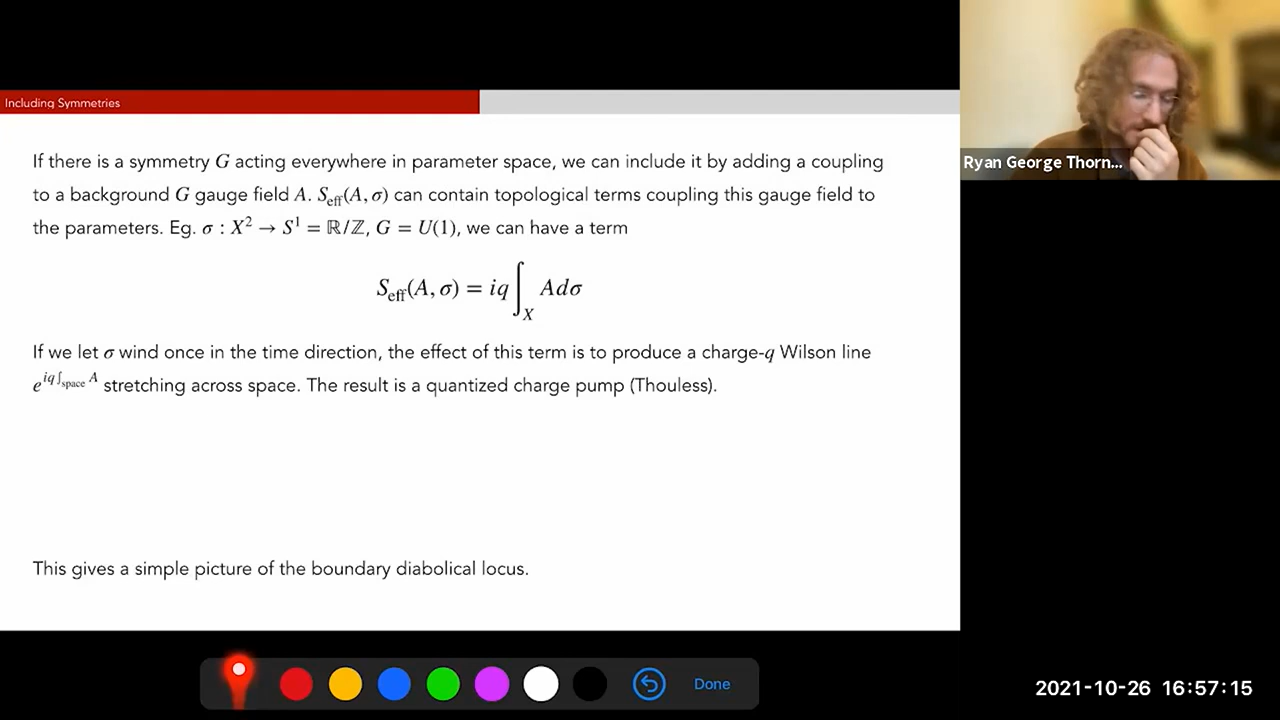 Including Symmetries
If there is a symmetry G acting everywhere in parameter space, we can include it by adding a coupling
to a background G gauge field A. S_eff(A, σ) can contain topological terms coupling this gauge field to
the parameters. Eg. σ : X² → S¹ = ℝ/ℤ, G = U(1), we can have a term
S_eff(A, σ) = iq ∫_X Adσ
If we let σ wind once in the time direction, the effect of this term is to produce a charge-q Wilson line
e^{iq ∫_space A} stretching across space. The result is a quantized charge pump (Thouless).
This gives a simple picture of the boundary diabolical locus.
Ryan George Thorn...
Done
2021-10-26 16:57:15